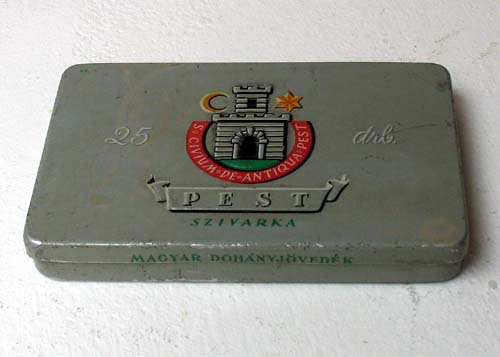 S · CIVIUM · DE · ANTIQUA · PEST
25 drb.
PEST
SZIVARKA
MAGYAR DOHÁNYJÖVEDÉK